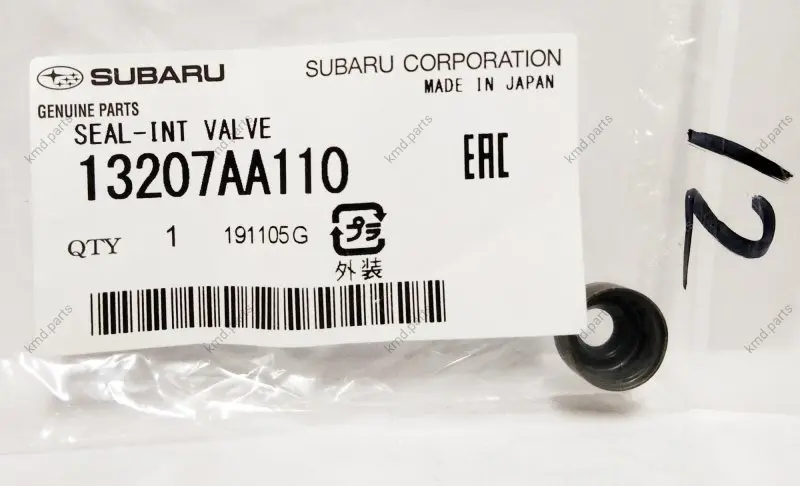 SUBARU
SUBARU CORPORATION
MADE IN JAPAN
GENUINE PARTS
SEAL-INT VALVE
13207AA110
EAC
QTY 1 191105G
プラ
外装
12
kmd.parts